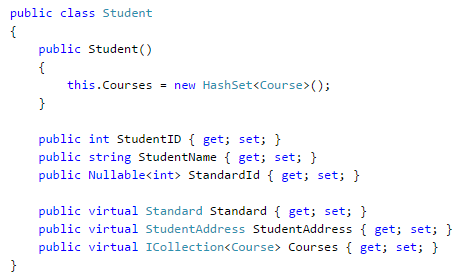 public class Student
{
    public Student()
    {
        this.Courses = new HashSet<Course>();
    }

    public int StudentID { get; set; }
    public string StudentName { get; set; }
    public Nullable<int> StandardId { get; set; }

    public virtual Standard Standard { get; set; }
    public virtual StudentAddress StudentAddress { get; set; }
    public virtual ICollection<Course> Courses { get; set; }
}